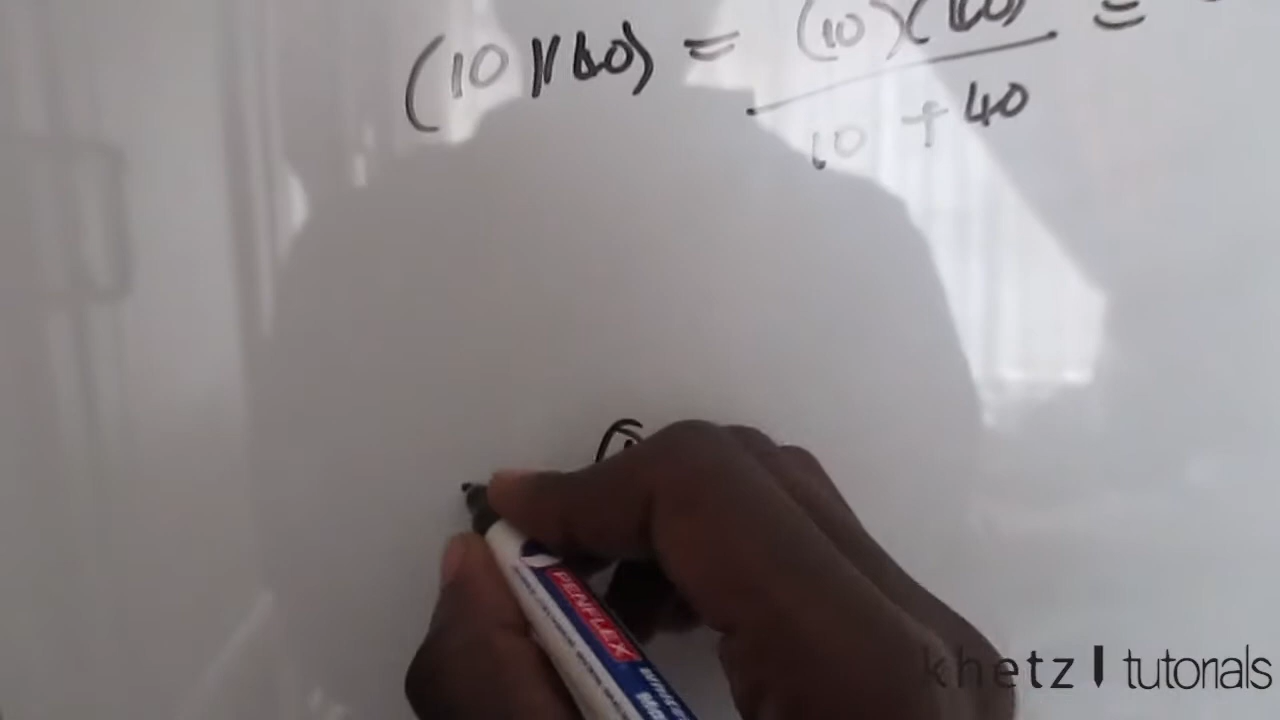 (10 || 40) = (10)(40) =
10 + 40
PENFLEX
khetz tutorials